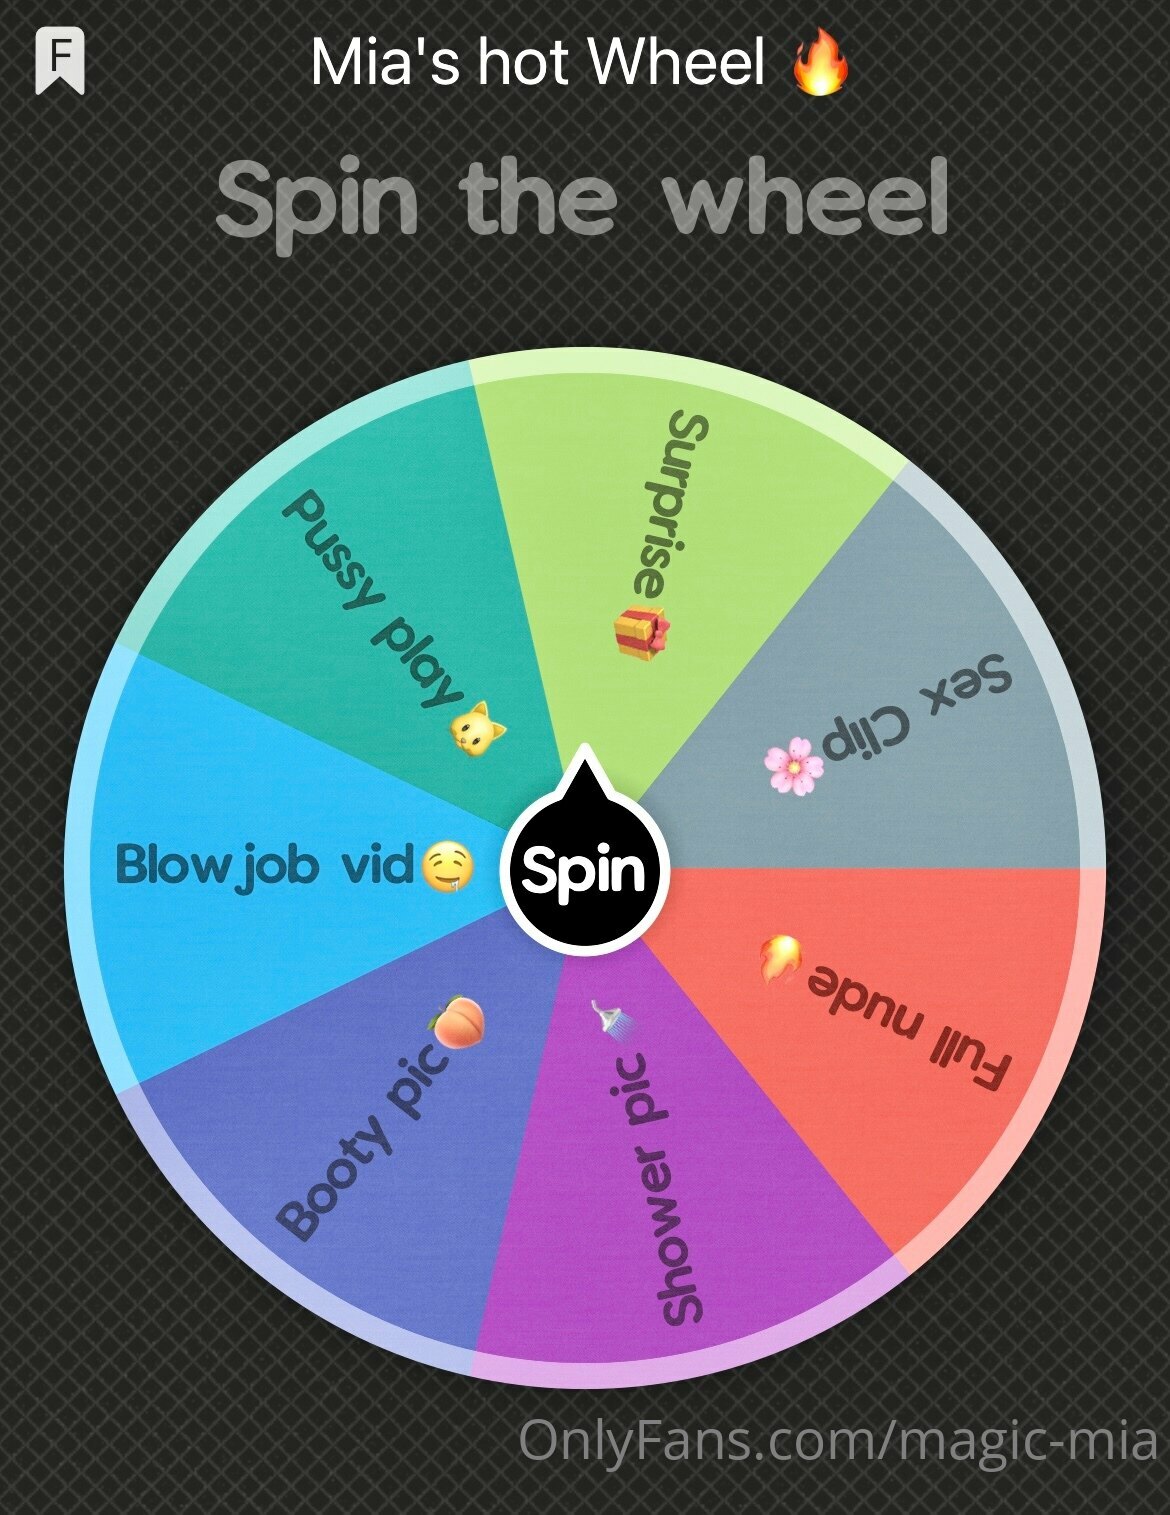 F
Mia's hot Wheel 🔥
Spin the wheel
Surprise 🎁
Sex Clip 🌸
Full nude 🔥
Shower pic 🚿
Booty pic 🍑
Blowjob vid 🤤
Pussy play 🐱
Spin
OnlyFans.com/magic-mia